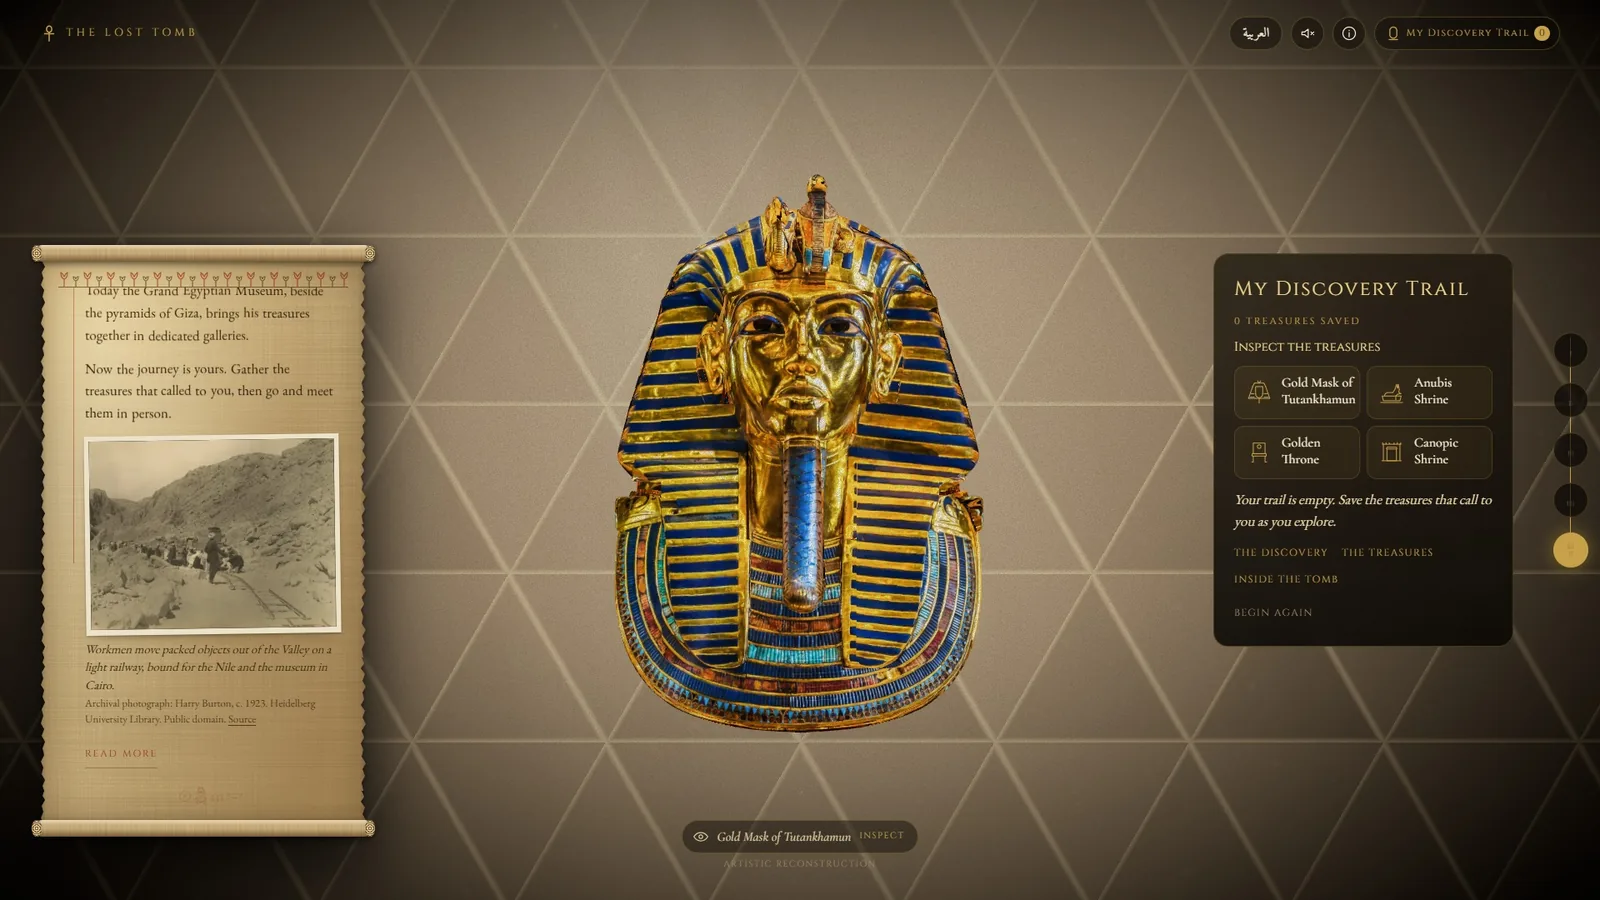 THE LOST TOMB
العربية
MY DISCOVERY TRAIL 0
Today the Grand Egyptian Museum, beside
the pyramids of Giza, brings his treasures
together in dedicated galleries.
Now the journey is yours. Gather the
treasures that called to you, then go and meet
them in person.
Workmen move packed objects out of the Valley on a
light railway, bound for the Nile and the museum in
Cairo.
Archival photograph: Harry Burton, c. 1923. Heidelberg
University Library. Public domain. Source
READ MORE
Gold Mask of Tutankhamun INSPECT
ARTISTIC RECONSTRUCTION
MY DISCOVERY TRAIL
0 TREASURES SAVED
INSPECT THE TREASURES
Gold Mask of
Tutankhamun
Anubis
Shrine
Golden
Throne
Canopic
Shrine
Your trail is empty. Save the treasures that call to
you as you explore.
THE DISCOVERY THE TREASURES
INSIDE THE TOMB
BEGIN AGAIN